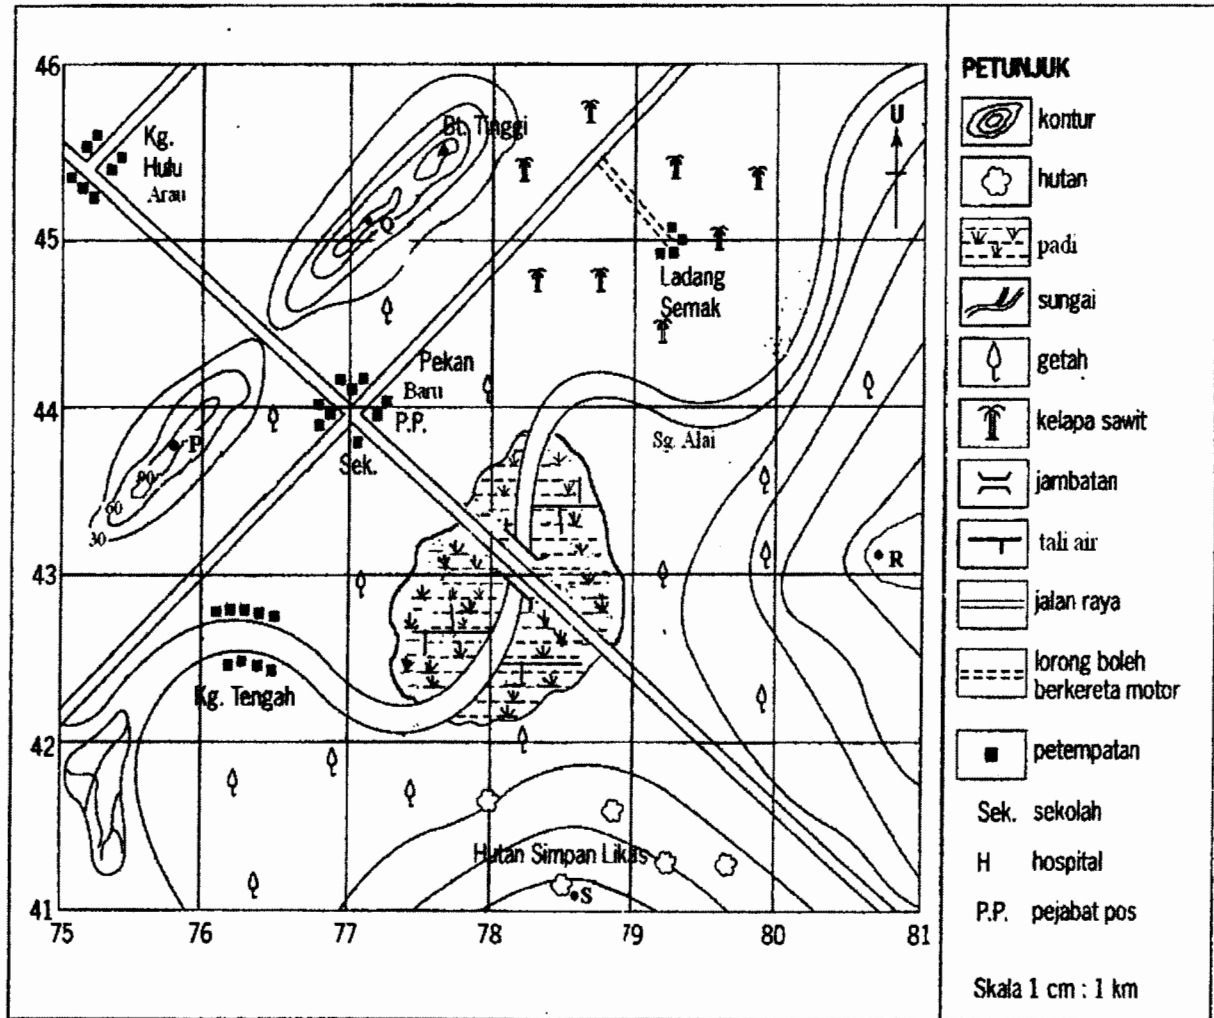 46
45
44
43
42
41
75
76
77
78
79
80
81
Kg.
Hulu
Arau
Bt. Tinggi
Q
U
Ladang
Semak
Pekan
Baru
P.P.
Sek.
P
90
60
30
Sg. Alai
R
Kg. Tengah
Hutan Simpan Likas
S
PETUNJUK
kontur
hutan
padi
sungai
getah
kelapa sawit
jambatan
tali air
jalan raya
lorong boleh
berkereta motor
petempatan
Sek. sekolah
H hospital
P.P. pejabat pos
Skala 1 cm : 1 km